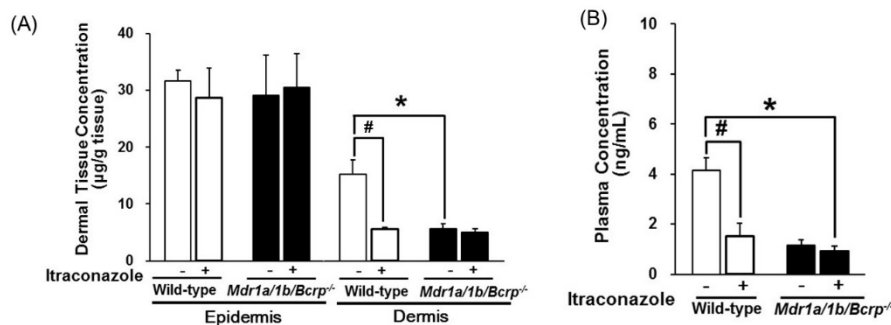 (A)
Dermal Tissue Concentration
(µg/g tissue)
40
30
20
10
0
*
#
Itraconazole - + - + - + - +
Wild-type Mdr1a/1b/Bcrp-/- Wild-type Mdr1a/1b/Bcrp-/-
Epidermis Dermis
(B)
Plasma Concentration
(ng/mL)
10
8
6
4
2
0
*
#
Itraconazole - + - +
Wild-type Mdr1a/1b/Bcrp-/-